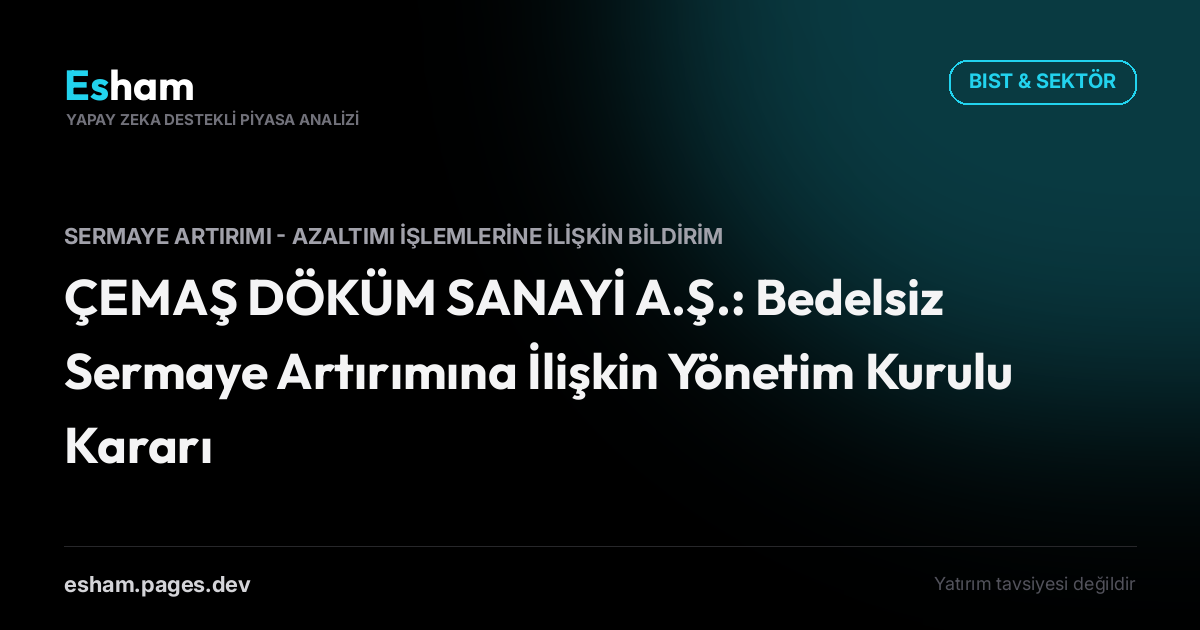 Esham
BIST & SEKTÖR
YAPAY ZEKA DESTEKLİ PİYASA ANALİZİ
SERMAYE ARTIRIMI - AZALTIMI İŞLEMLERİNE İLİŞKİN BİLDİRİM
ÇEMAŞ DÖKÜM SANAYİ A.Ş.: Bedelsiz
Sermaye Artırımına İlişkin Yönetim Kurulu
Kararı
esham.pages.dev
Yatırım tavsiyesi değildir